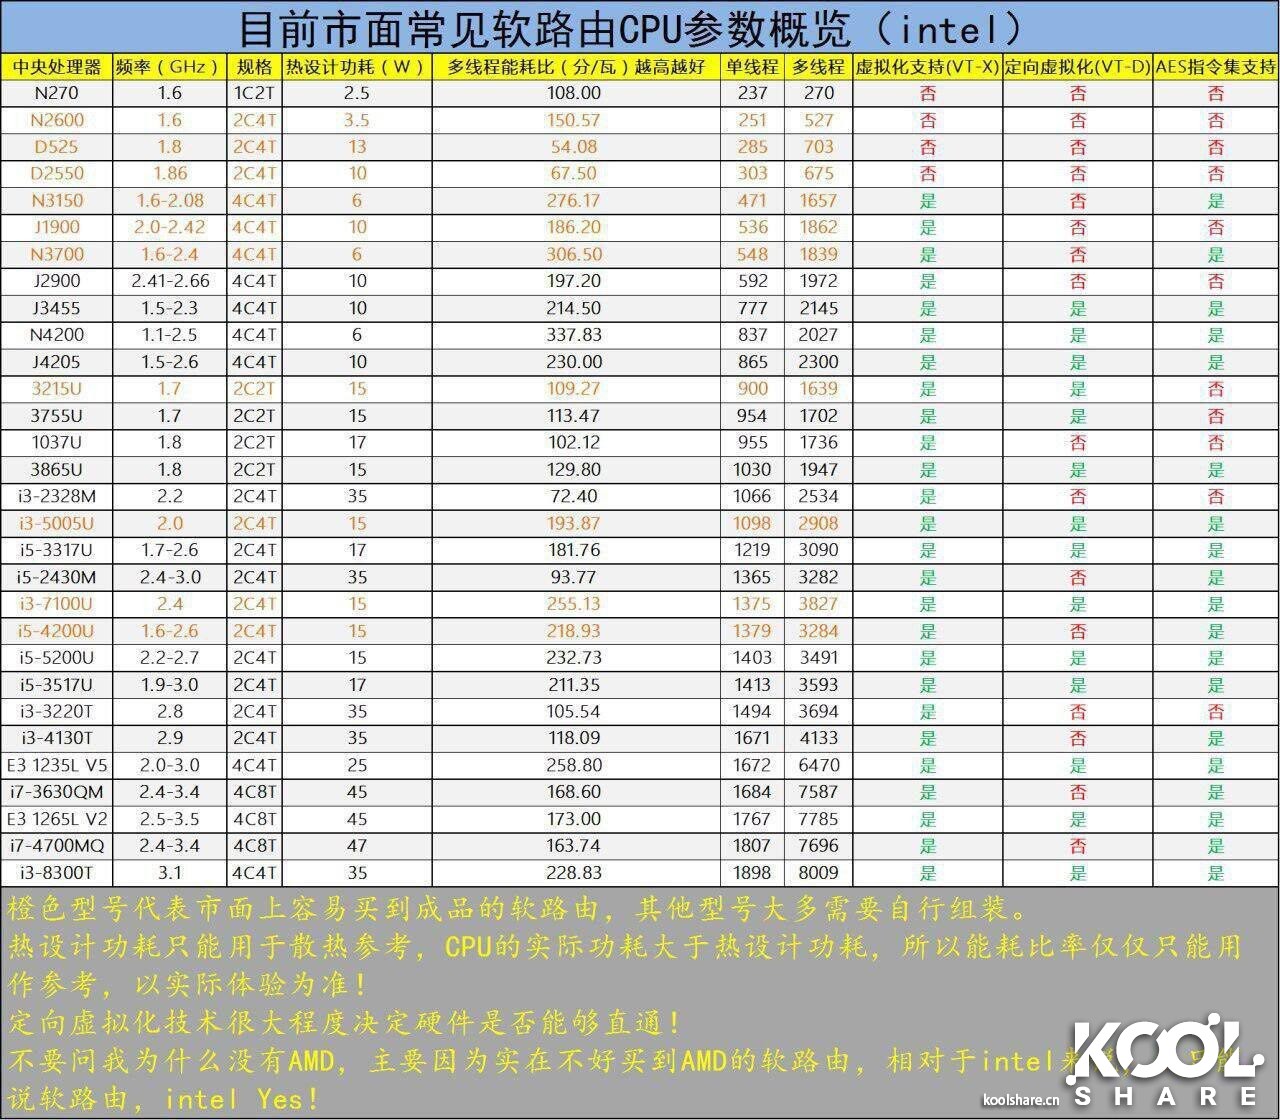 目前市面常见软路由CPU参数概览（intel）
中央处理器 频率（GHz） 规格 热设计功耗（W） 多线程能耗比（分/瓦）越高越好 单线程 多线程 虚拟化支持(VT-X) 定向虚拟化(VT-D) AES指令集支持
N270 1.6 1C2T 2.5 108.00 237 270 否 否 否
N2600 1.6 2C4T 3.5 150.57 251 527 否 否 否
D525 1.8 2C4T 13 54.08 285 703 否 否 否
D2550 1.86 2C4T 10 67.50 303 675 否 否 否
N3150 1.6-2.08 4C4T 6 276.17 471 1657 是 否 是
J1900 2.0-2.42 4C4T 10 186.20 536 1862 是 否 否
N3700 1.6-2.4 4C4T 6 306.50 548 1839 是 否 是
J2900 2.41-2.66 4C4T 10 197.20 592 1972 是 否 否
J3455 1.5-2.3 4C4T 10 214.50 777 2145 是 是 是
N4200 1.1-2.5 4C4T 6 337.83 837 2027 是 是 是
J4205 1.5-2.6 4C4T 10 230.00 865 2300 是 是 是
3215U 1.7 2C2T 15 109.27 900 1639 是 是 否
3755U 1.7 2C2T 15 113.47 954 1702 是 是 否
1037U 1.8 2C2T 17 102.12 955 1736 是 否 否
3865U 1.8 2C2T 15 129.80 1030 1947 是 是 是
i3-2328M 2.2 2C4T 35 72.40 1066 2534 是 否 否
i3-5005U 2.0 2C4T 15 193.87 1098 2908 是 是 是
i5-3317U 1.7-2.6 2C4T 17 181.76 1219 3090 是 是 是
i5-2430M 2.4-3.0 2C4T 35 93.77 1365 3282 是 否 是
i3-7100U 2.4 2C4T 15 255.13 1375 3827 是 是 是
i5-4200U 1.6-2.6 2C4T 15 218.93 1379 3284 是 否 是
i5-5200U 2.2-2.7 2C4T 15 232.73 1403 3491 是 是 是
i5-3517U 1.9-3.0 2C4T 17 211.35 1413 3593 是 是 是
i3-3220T 2.8 2C4T 35 105.54 1494 3694 是 否 否
i3-4130T 2.9 2C4T 35 118.09 1671 4133 是 否 是
E3 1235L V5 2.0-3.0 4C4T 25 258.80 1672 6470 是 是 是
i7-3630QM 2.4-3.4 4C8T 45 168.60 1684 7587 是 否 是
E3 1265L V2 2.5-3.5 4C8T 45 173.00 1767 7785 是 是 是
i7-4700MQ 2.4-3.4 4C8T 47 163.74 1807 7696 是 否 是
i3-8300T 3.1 4C4T 35 228.83 1898 8009 是 是 是
橙色型号代表市面上容易买到成品的软路由，其他型号大多需要自行组装。
热设计功耗只能用于散热参考，CPU的实际功耗大于热设计功耗，所以能耗比率仅仅只能用
作参考，以实际体验为准！
定向虚拟化技术很大程度决定硬件是否能够直通！
不要问我为什么没有AMD，主要因为实在不好买到AMD的软路由，相对于intel来
说软路由，intel Yes！
KOOL
koolshare.cn SHARE